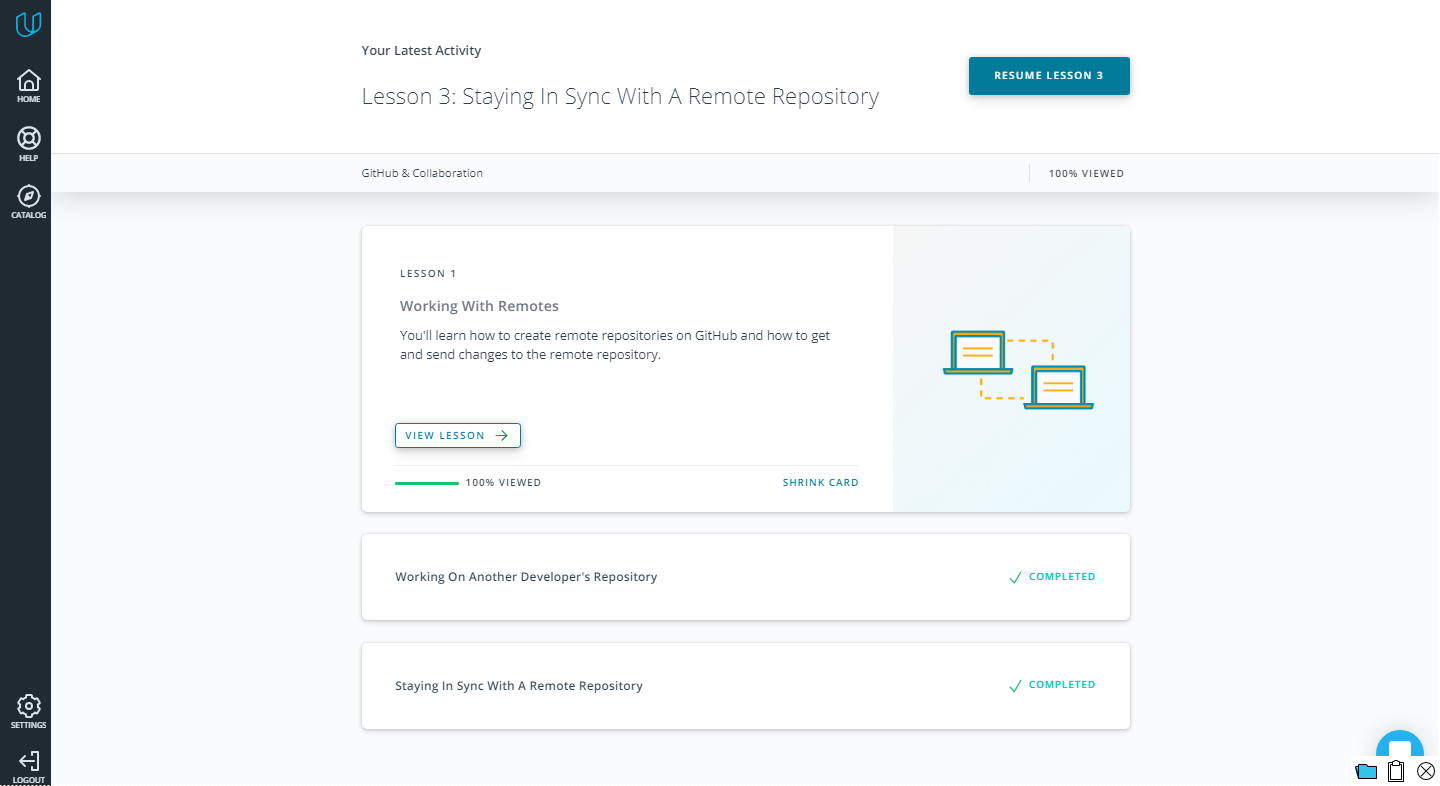 HOME
HELP
CATALOG
SETTINGS
LOGOUT
Your Latest Activity
Lesson 3: Staying In Sync With A Remote Repository
RESUME LESSON 3
GitHub & Collaboration
100% VIEWED
LESSON 1
Working With Remotes
You'll learn how to create remote repositories on GitHub and how to get
and send changes to the remote repository.
VIEW LESSON
100% VIEWED
SHRINK CARD
Working On Another Developer's Repository
COMPLETED
Staying In Sync With A Remote Repository
COMPLETED